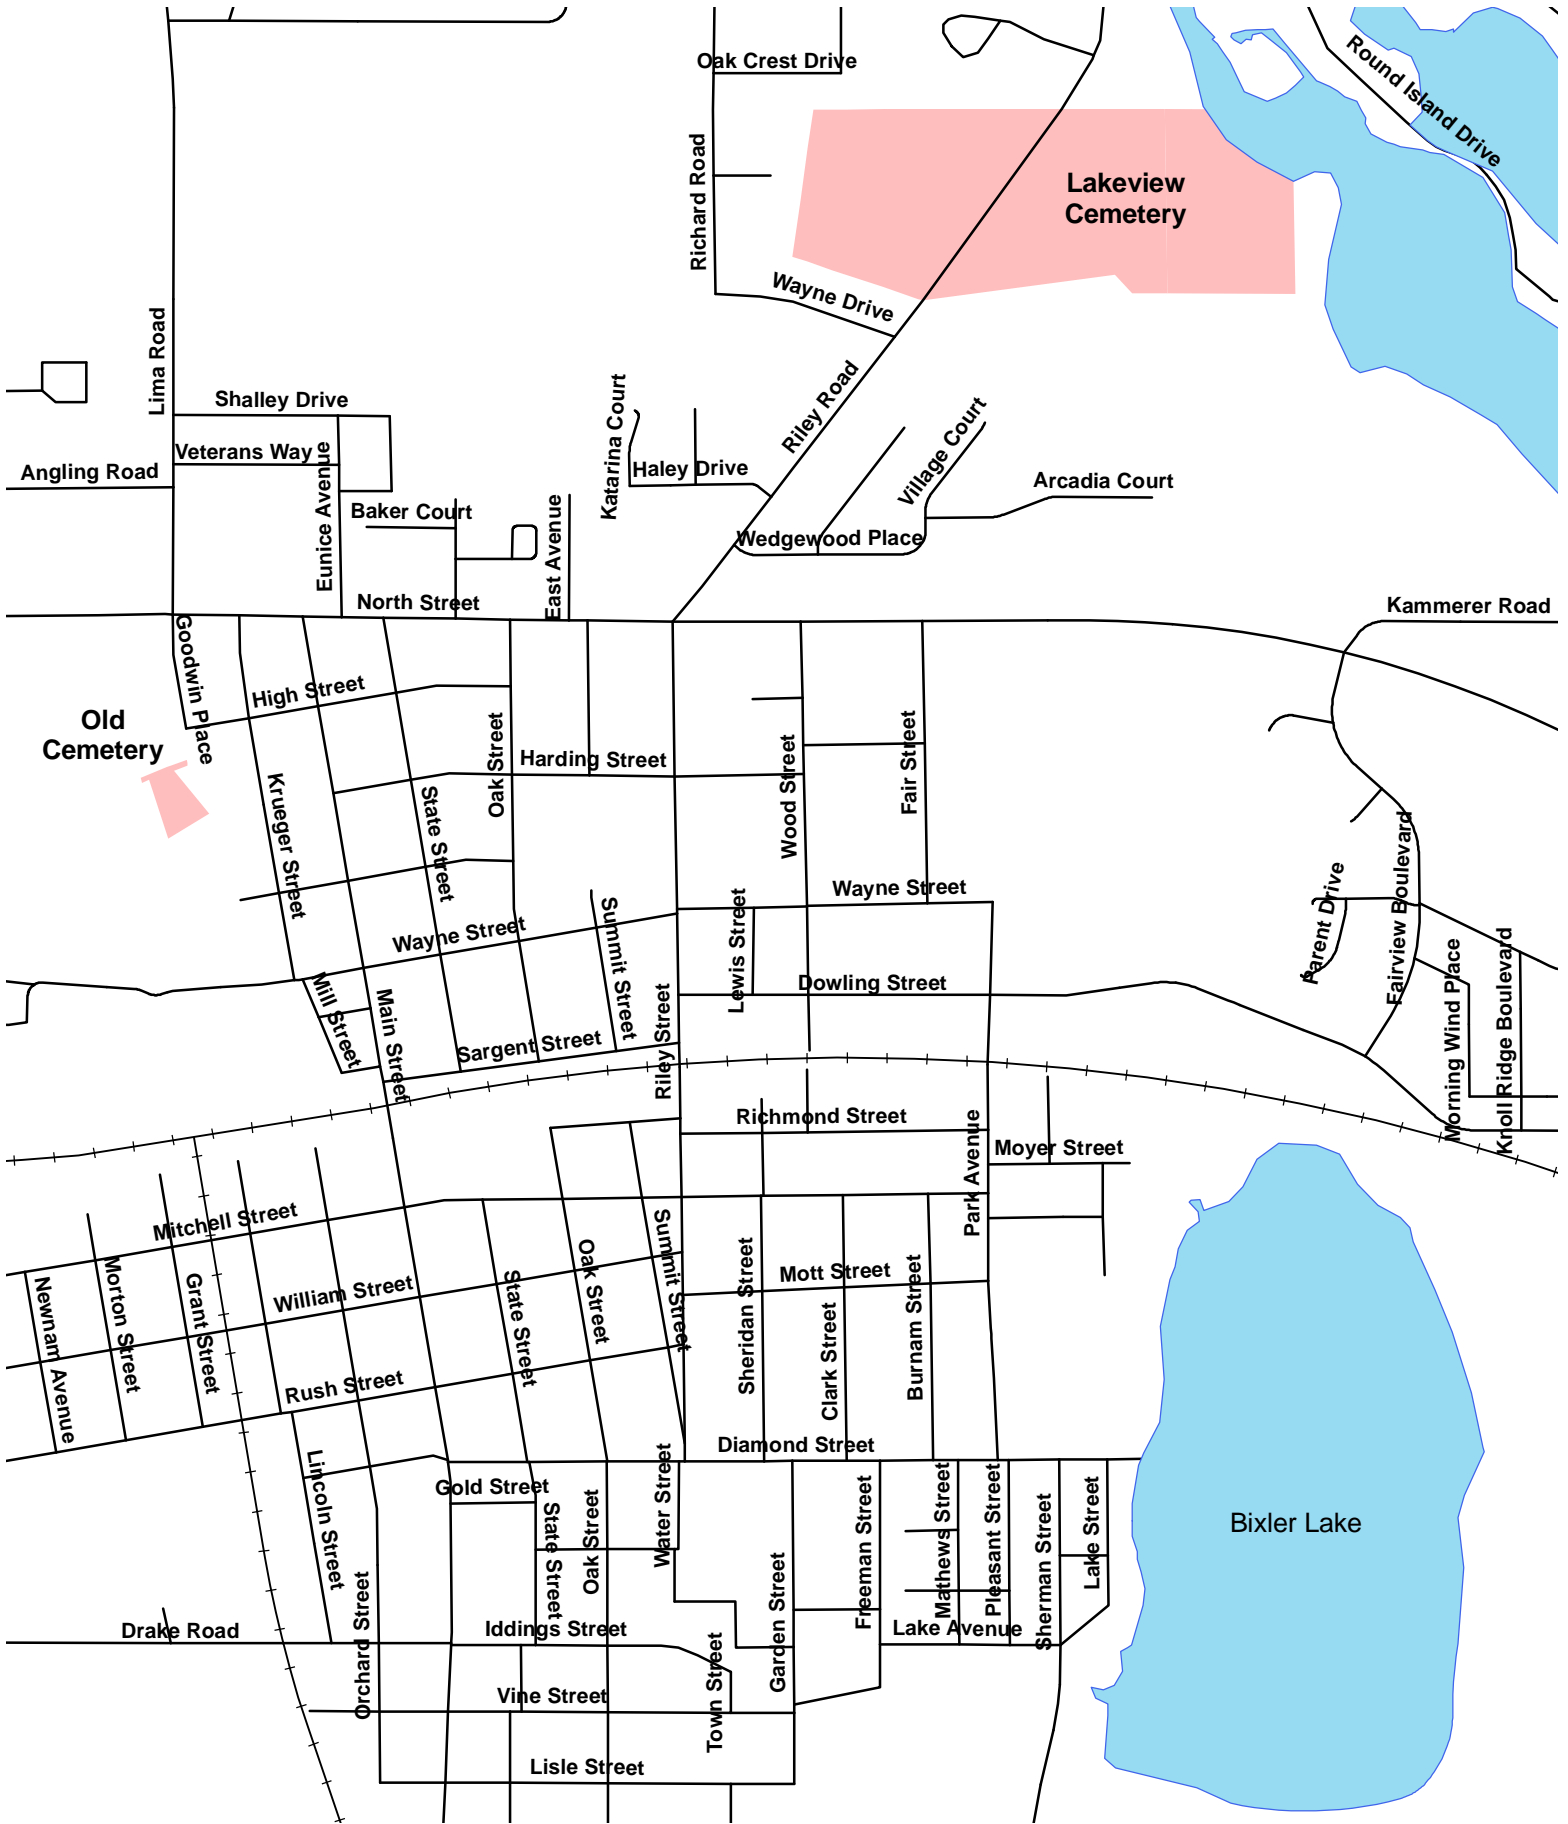 Oak Crest Drive
Round Island Drive
Richard Road
Lakeview
Cemetery
Wayne Drive
Lima Road
Riley Road
Shalley Drive
Katarina Court
Village Court
Veterans Way
Angling Road
Haley Drive
Arcadia Court
Eunice Avenue
Baker Court
East Avenue
Wedgewood Place
North Street
Kammerer Road
Goodwin Place
High Street
Old
Cemetery
Oak Street
Harding Street
Wood Street
Fair Street
Krueger Street
State Street
Fairview Boulevard
Parent Drive
Wayne Street
Wayne Street
Summit Street
Lewis Street
Dowling Street
Mill Street
Main Street
Sargent Street
Riley Street
Morning Wind Place
Knoll Ridge Boulevard
Richmond Street
Moyer Street
Park Avenue
Mitchell Street
Newnam Avenue
Morton Street
Grant Street
William Street
State Street
Oak Street
Summit Street
Sheridan Street
Mott Street
Clark Street
Burnam Street
Rush Street
Diamond Street
Lincoln Street
Gold Street
State Street
Oak Street
Water Street
Freeman Street
Mathews Street
Pleasant Street
Sherman Street
Lake Street
Bixler Lake
Orchard Street
Drake Road
Iddings Street
Garden Street
Lake Avenue
Town Street
Vine Street
Lisle Street